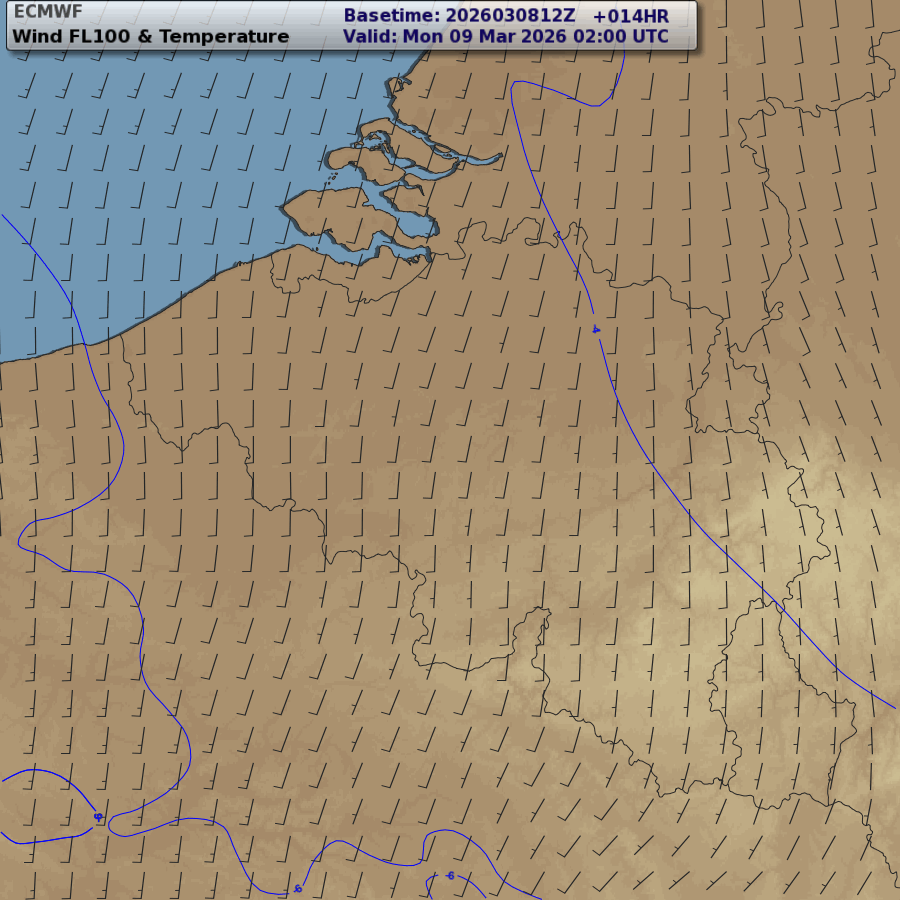 ECMWF
Basetime: 2026030812Z +014HR
Wind FL100 & Temperature
Valid: Mon 09 Mar 2026 02:00 UTC
-4
-6
-6
-6